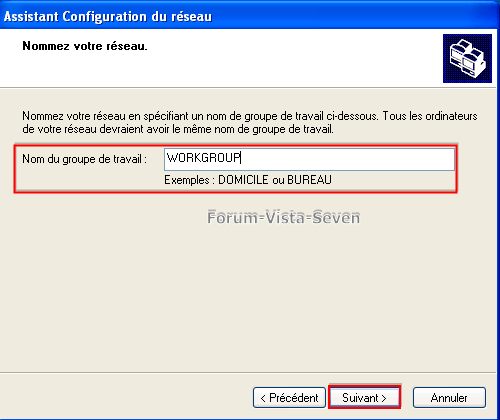 Assistant Configuration du réseau
Nommez votre réseau.
Nommez votre réseau en spécifiant un nom de groupe de travail ci-dessous. Tous les ordinateurs
de votre réseau devraient avoir le même nom de groupe de travail.
Nom du groupe de travail : WORKGROUP
Exemples : DOMICILE ou BUREAU
Forum-Vista-Seven
< Précédent Suivant > Annuler